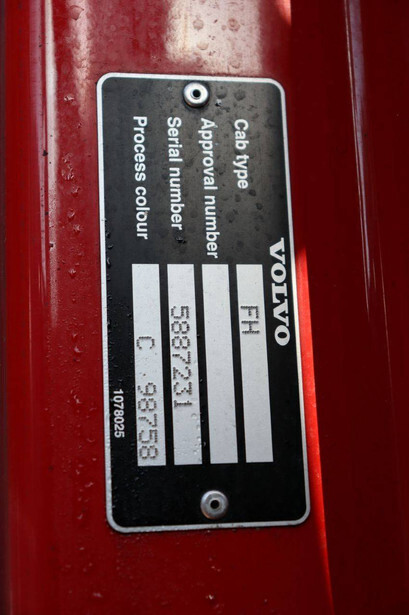 VOLVO
Cab type FH
Approval number
Serial number 5887231
Process colour C 98758
1078025